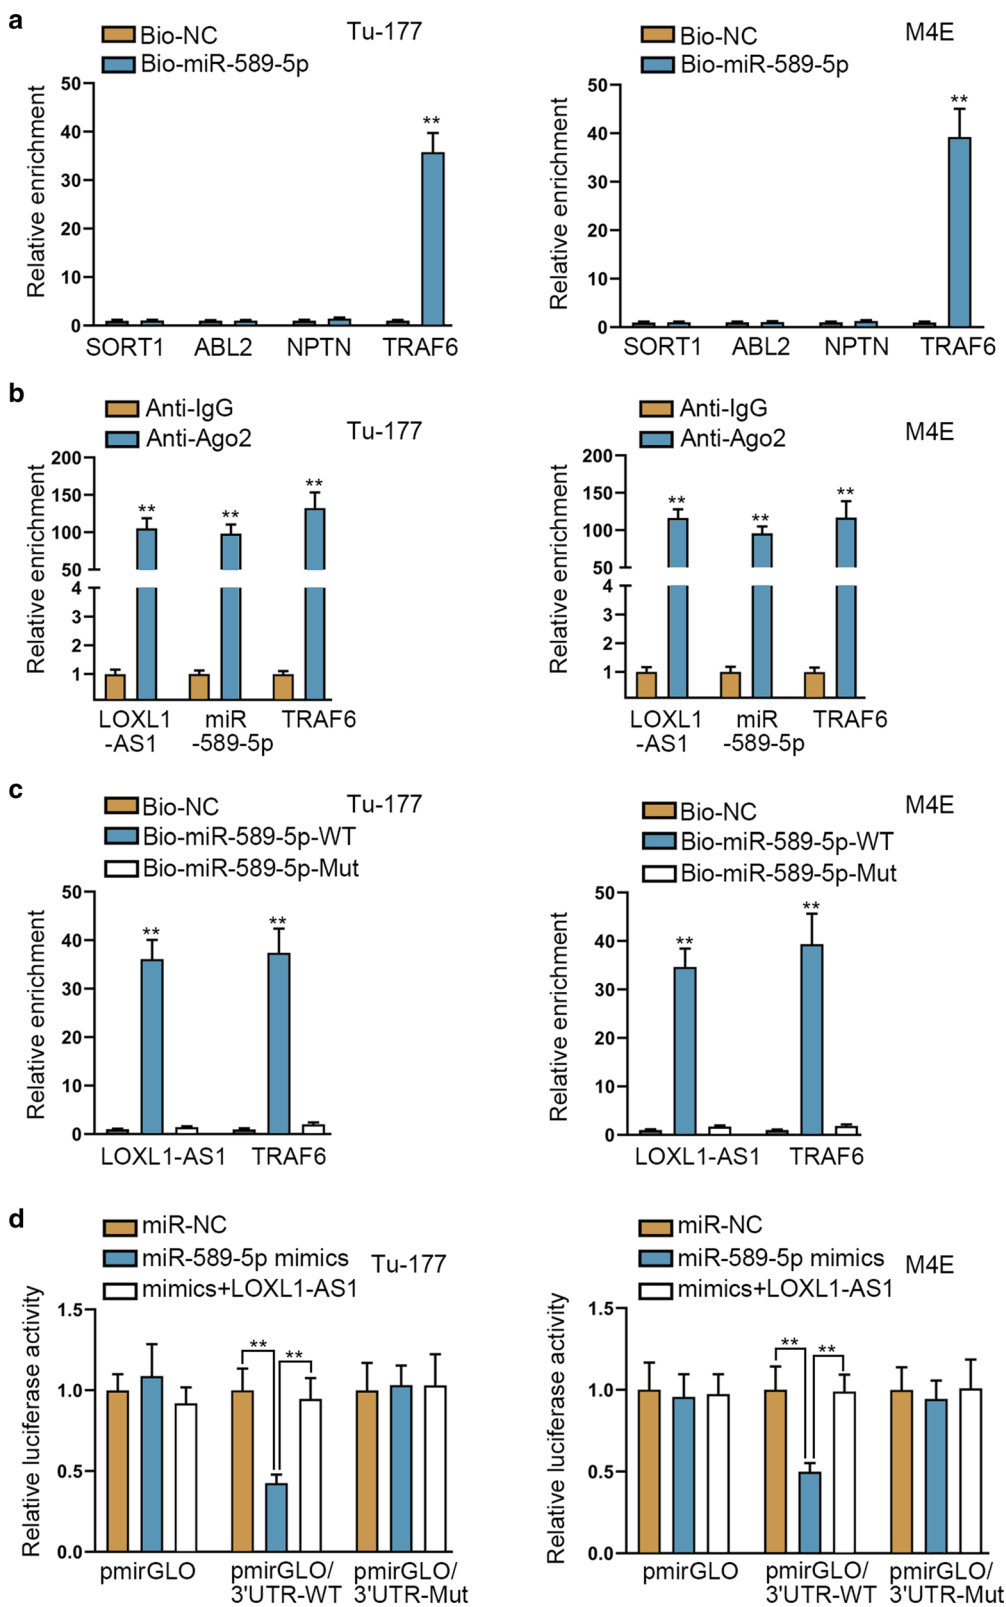 a
Bio-NC
Bio-miR-589-5p
Tu-177
Relative enrichment
50
40
30
20
10
0
**
SORT1 ABL2 NPTN TRAF6
Bio-NC
Bio-miR-589-5p
M4E
Relative enrichment
50
40
30
20
10
0
**
SORT1 ABL2 NPTN TRAF6
b
Anti-IgG
Anti-Ago2
Tu-177
Relative enrichment
200
150
100
50
4
3
2
1
** ** **
LOXL1 miR TRAF6
-AS1 -589-5p
Anti-IgG
Anti-Ago2
M4E
Relative enrichment
200
150
100
50
4
3
2
1
** ** **
LOXL1 miR TRAF6
-AS1 -589-5p
c
Bio-NC
Bio-miR-589-5p-WT
Bio-miR-589-5p-Mut
Tu-177
Relative enrichment
50
40
30
20
10
0
** **
LOXL1-AS1 TRAF6
Bio-NC
Bio-miR-589-5p-WT
Bio-miR-589-5p-Mut
M4E
Relative enrichment
50
40
30
20
10
0
** **
LOXL1-AS1 TRAF6
d
miR-NC
miR-589-5p mimics
mimics+LOXL1-AS1
Tu-177
Relative luciferase activity
1.5
1.0
0.5
0.0
** **
pmirGLO pmirGLO/ pmirGLO/
3'UTR-WT 3'UTR-Mut
miR-NC
miR-589-5p mimics
mimics+LOXL1-AS1
M4E
Relative luciferase activity
1.5
1.0
0.5
0.0
** **
pmirGLO pmirGLO/ pmirGLO/
3'UTR-WT 3'UTR-Mut